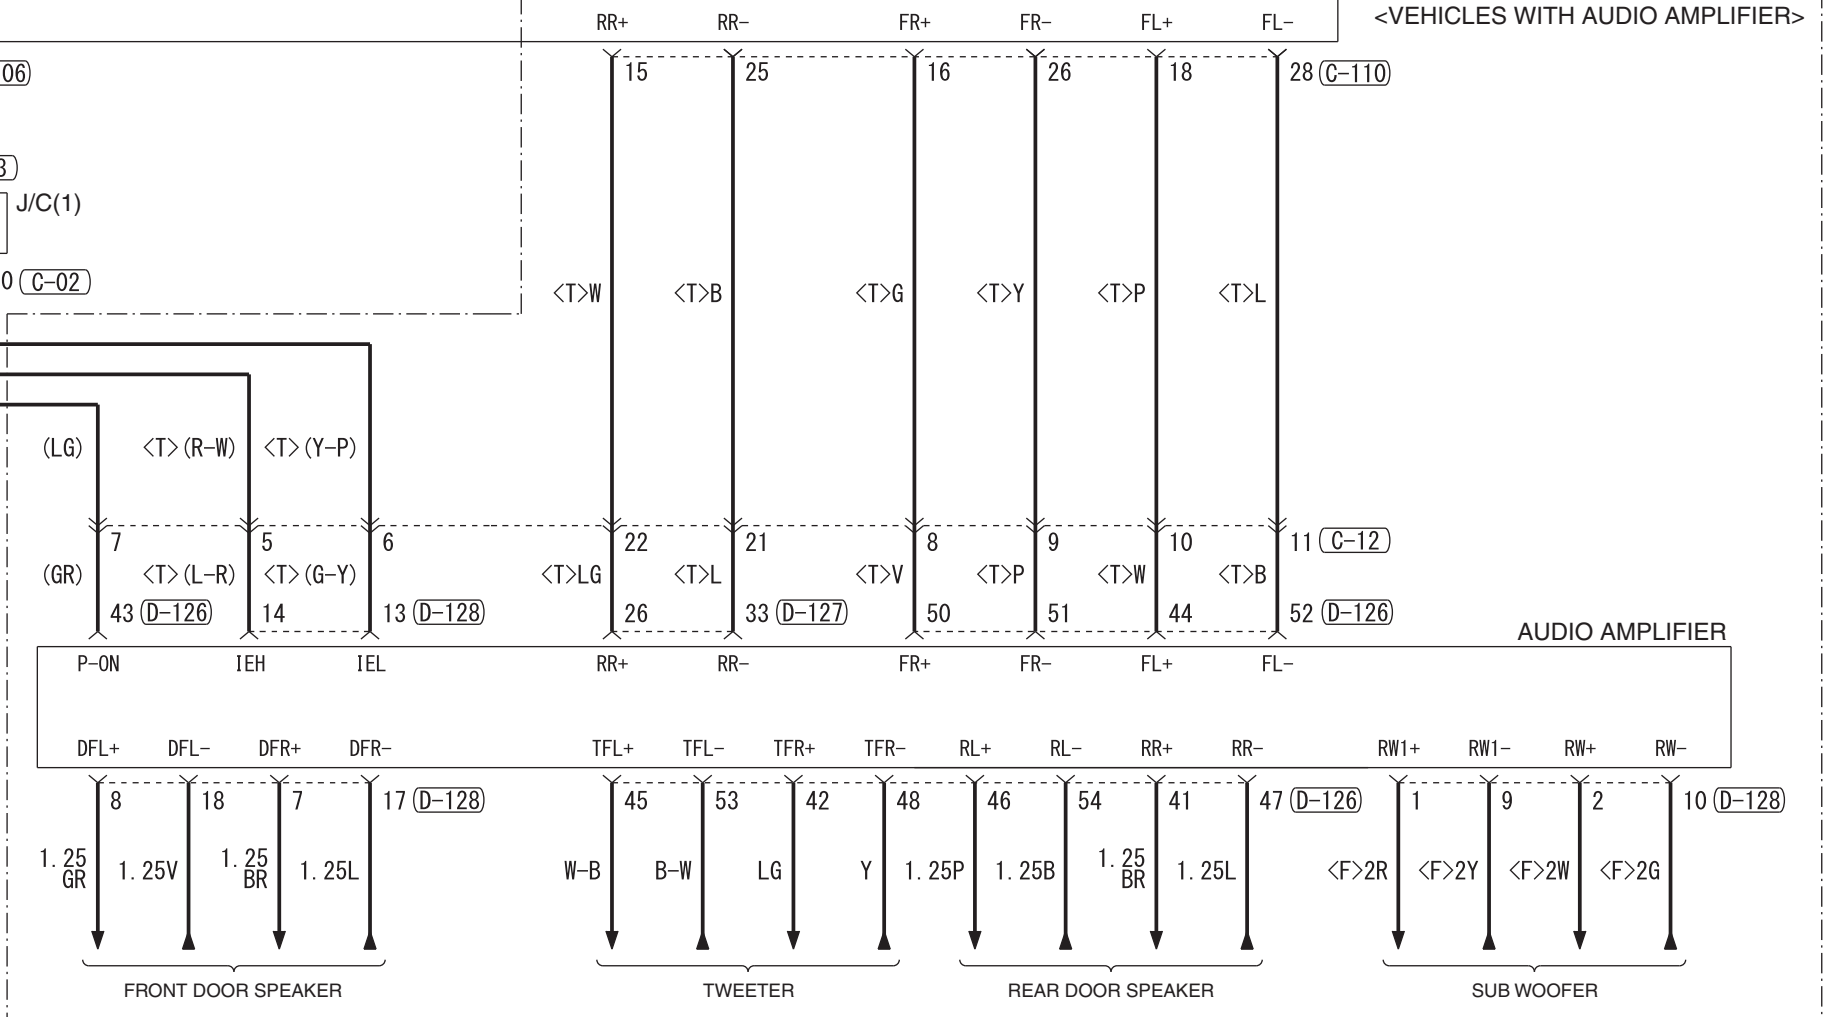 RR+ RR− FR+ FR− FL+ FL− <VEHICLES WITH AUDIO AMPLIFIER>
06 15 25 16 26 18 28 C−110
3
J/C(1)
0 C−02 <T>W <T>B <T>G <T>Y <T>P <T>L
(LG) <T>(R−W) <T>(Y−P)
7 5 6 22 21 8 9 10 11 C−12
(GR) <T>(L−R) <T>(G−Y) <T>LG <T>L <T>V <T>P <T>W <T>B
43 D−126 14 13 D−128 26 33 D−127 50 51 44 52 D−126
AUDIO AMPLIFIER
P−ON IEH IEL RR+ RR− FR+ FR− FL+ FL−
DFL+ DFL− DFR+ DFR− TFL+ TFL− TFR+ TFR− RL+ RL− RR+ RR− RW1+ RW1− RW+ RW−
8 18 7 17 D−128 45 53 42 48 46 54 41 47 D−126 1 9 2 10 D−128
1.25 GR 1.25V 1.25 BR 1.25L W−B B−W LG Y 1.25P 1.25B 1.25 BR 1.25L <F>2R <F>2Y <F>2W <F>2G
FRONT DOOR SPEAKER TWEETER REAR DOOR SPEAKER SUB WOOFER